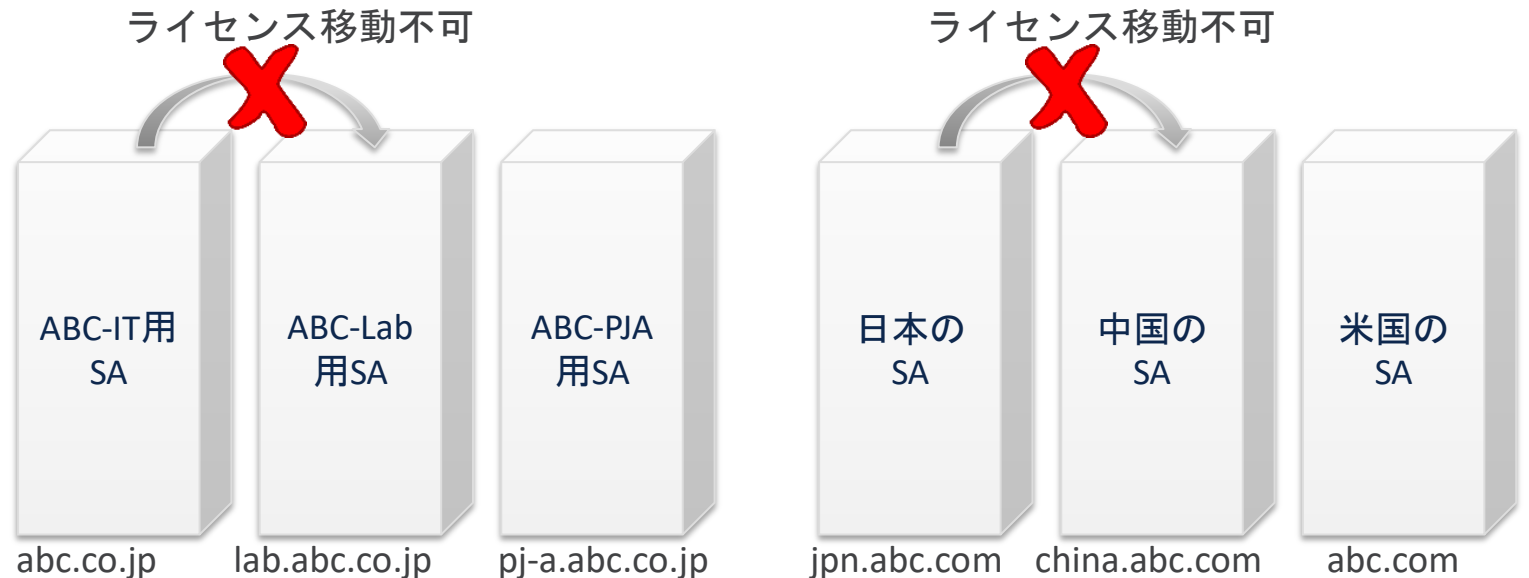 ライセンス移動不可
ライセンス移動不可
ABC-IT用
SA
ABC-Lab
用SA
ABC-PJA
用SA
日本の
SA
中国の
SA
米国の
SA
abc.co.jp
lab.abc.co.jp
pj-a.abc.co.jp
jpn.abc.com
china.abc.com
abc.com